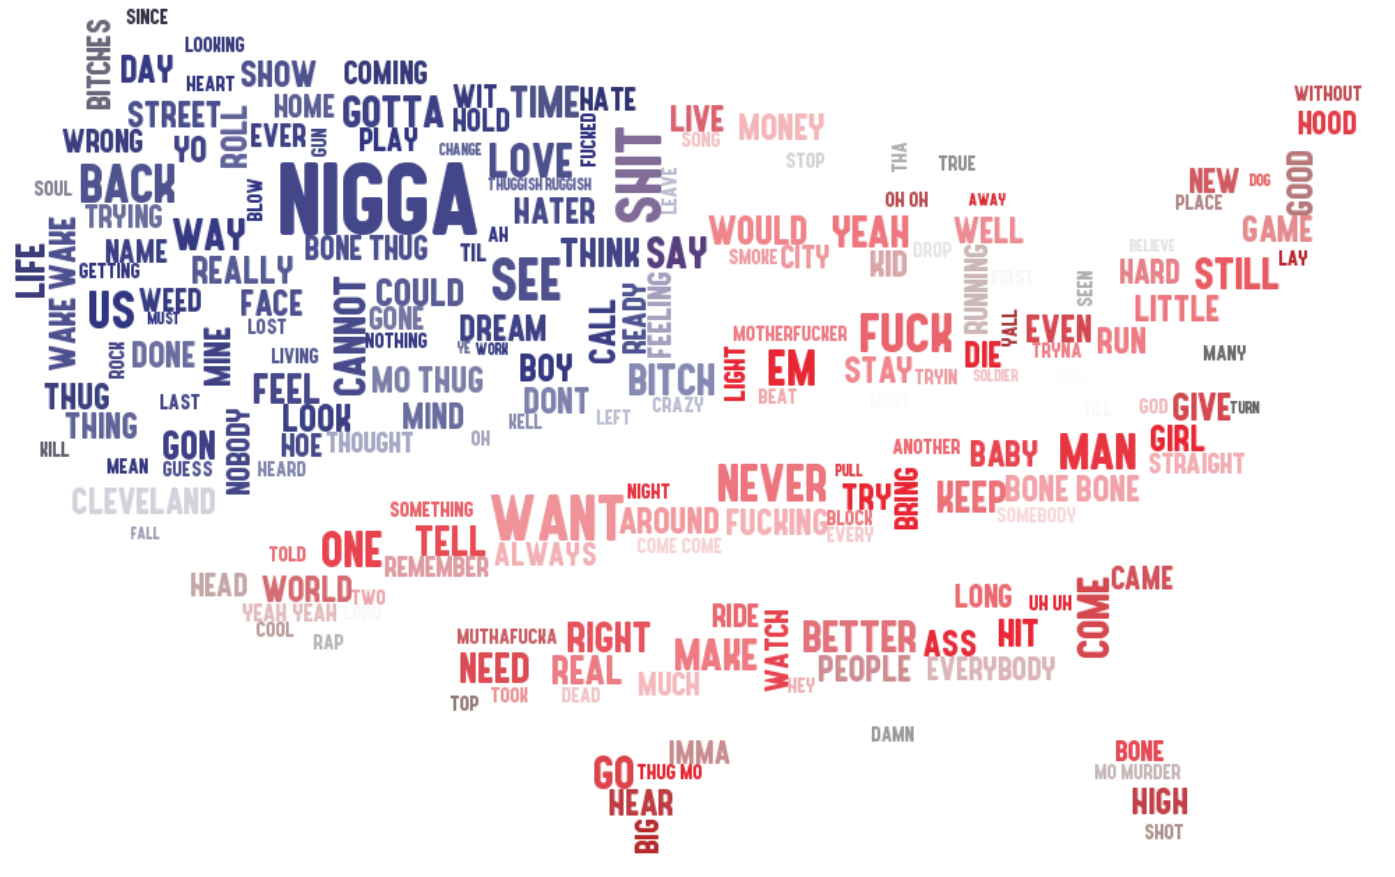 SINCE
BITCHES
LOOKING
DAY
HEART
SHOW
COMING
STREET
ROLL
HOME
GOTTA
WIT
HOLD
TIME
HATE
WRONG
YO
EVER
GUN
PLAY
CHANGE
LOVE
FUCKED
THUGGISH RUGGISH
SHIT
LEAVE
LIVE
SONG
MONEY
STOP
THA
TRUE
WITHOUT
HOOD
GOOD
NEW
DOG
PLACE
GAME
LAY
SOUL
BACK
TRYING
BLOW
NIGGA
HATER
OH OH
AWAY
LIFE
WAKE WAKE
NAME
WAY
BONE THUG
TIL
AH
THINK
SAY
WOULD
YEAH
WELL
SMOKE
CITY
KID
DROP
BELIEVE
GETTING
REALLY
SEE
RUNNING
FIRST
SEEN
HARD
STILL
LITTLE
US
WEED
MUST
FACE
LOST
CANNOT
COULD
GONE
NOTHING
DREAM
YE
WORK
CALL
READY
FEELING
MOTHERFUCKER
FUCK
YALL
EVEN
TRYNA
RUN
MANY
ROCK
DONE
MINE
LIVING
BOY
LIGHT
EM
BEAT
STAY
TRYIN
DIE
SOLDIER
MOVE
TILL
GOD
GIVE
TURN
THUG
LAST
FEEL
MO THUG
BITCH
CRAZY
THING
LOOK
MIND
KELL
DONT
LEFT
KILL
GON
NOBODY
HOE
THOUGHT
OH
MEAN
GUESS
HEARD
ANOTHER
BABY
MAN
GIRL
STRAIGHT
CLEVELAND
FALL
SOMETHING
WANT
NIGHT
NEVER
PULL
TRY
BRING
KEEP
BONE BONE
SOMEBODY
AROUND
FUCKING
BLOCK
EVERY
COME COME
TOLD
ONE
TELL
REMEMBER
ALWAYS
HEAD
WORLD
TWO
YEAH YEAH
LORD
COOL
RAP
LONG
UH UH
COME
CAME
MUTHAFUCKA
RIGHT
RIDE
WATCH
BETTER
ASS
HIT
NEED
REAL
MAKE
PEOPLE
EVERYBODY
TOP
TOOK
DEAD
MUCH
HEY
DAMN
IMMA
GO
THUG MO
HEAR
BIG
BONE
MO MURDER
HIGH
SHOT